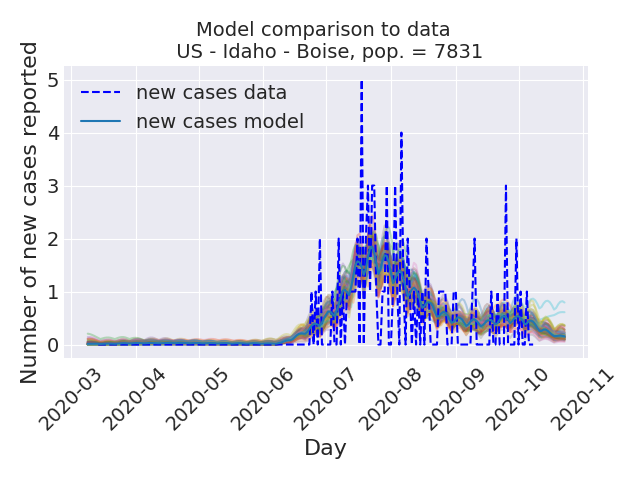 Model comparison to data
US - Idaho - Boise, pop. = 7831
new cases data
new cases model
Number of new cases reported
5
4
3
2
1
0
2020-03
2020-04
2020-05
2020-06
2020-07
2020-08
2020-09
2020-10
2020-11
Day